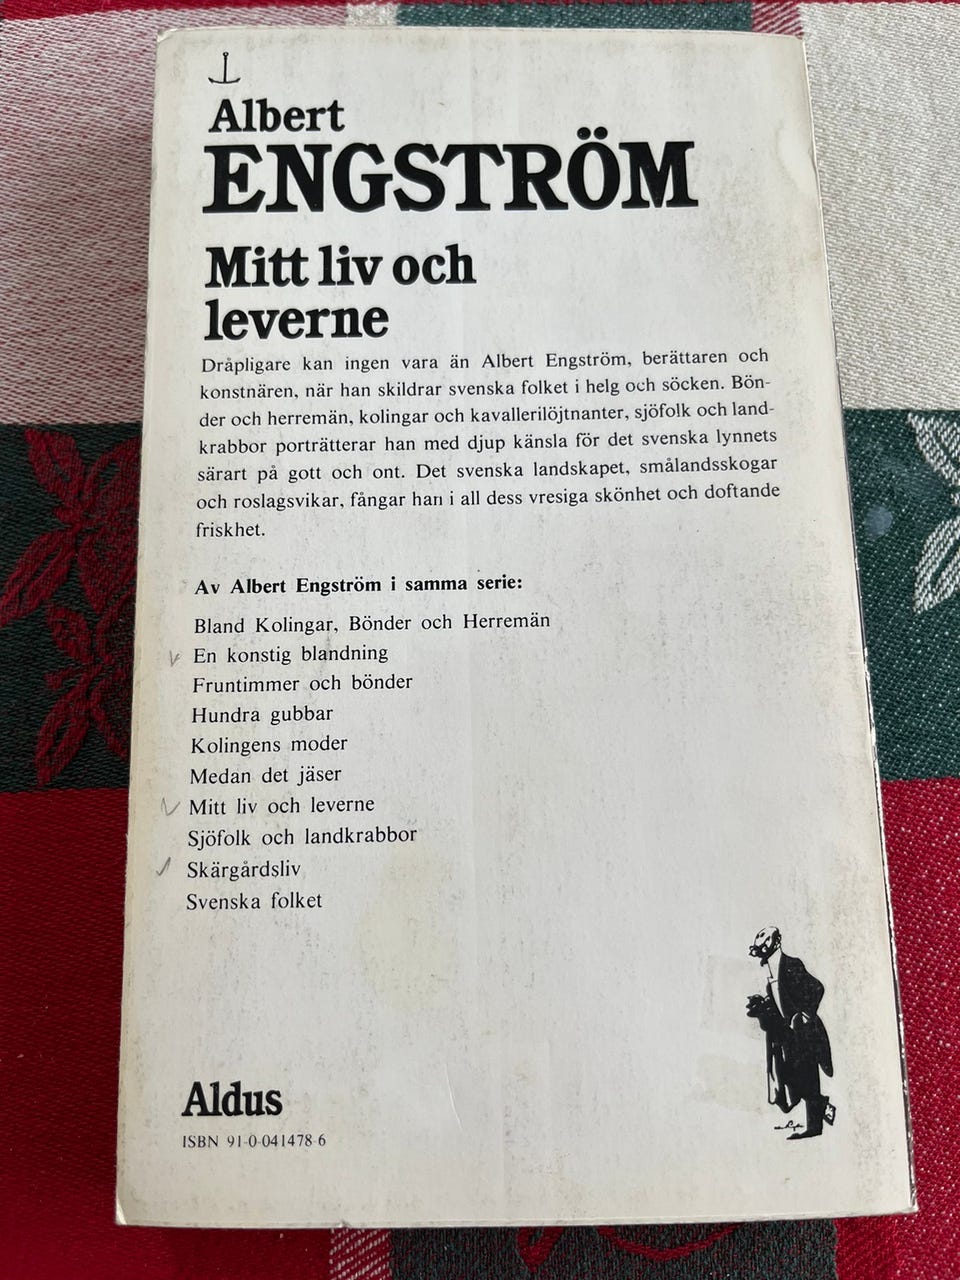 Albert
ENGSTRÖM
Mitt liv och
leverne
Dråpligare kan ingen vara än Albert Engström, berättaren och
konstnären, när han skildrar svenska folket i helg och söcken. Bön-
der och herremän, kolingar och kavallerilöjtnanter, sjöfolk och land-
krabbor porträtterar han med djup känsla för det svenska lynnets
särart på gott och ont. Det svenska landskapet, smålandsskogar
och roslagsvikar, fångar han i all dess vresiga skönhet och doftande
friskhet.
Av Albert Engström i samma serie:
Bland Kolingar, Bönder och Herremän
En konstig blandning
Fruntimmer och bönder
Hundra gubbar
Kolingens moder
Medan det jäser
Mitt liv och leverne
Sjöfolk och landkrabbor
Skärgårdsliv
Svenska folket
Aldus
ISBN 91-0-041478-6